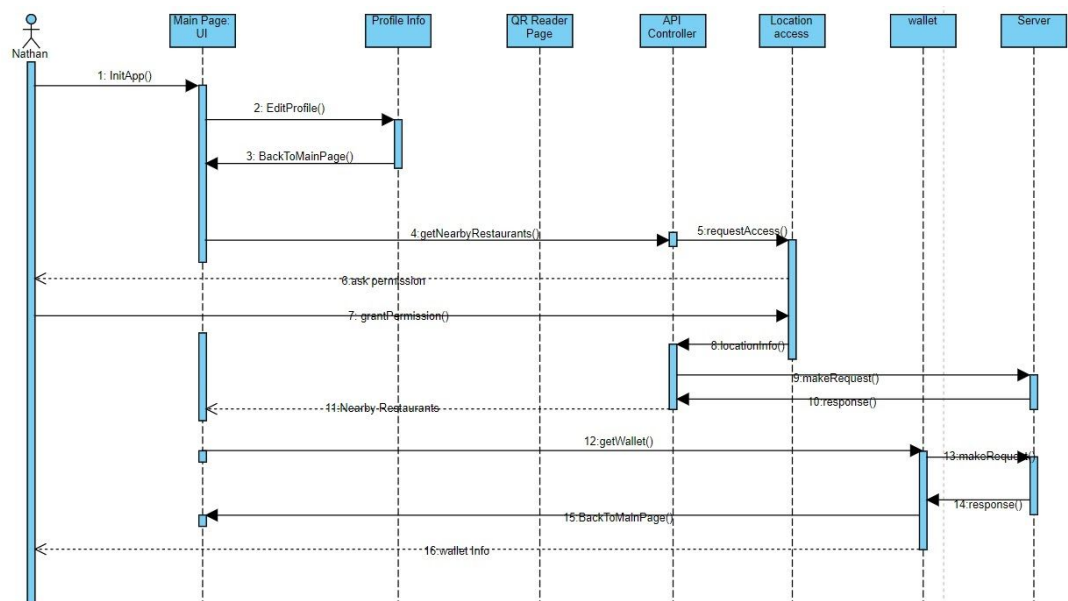 Main Page:
UI
Profile Info
QR Reader
Page
API
Controller
Location
access
wallet
Server
Nathan
1: InitApp()
2: EditProfile()
3: BackToMainPage()
4:getNearbyRestaurants()
5:requestAccess()
6:ask permission
7: grantPermission()
8:locationInfo()
9:makeRequest()
10:response()
11:Nearby Restaurants
12:getWallet()
13:makeRequest()
14:response()
15:BackToMainPage()
16:wallet Info